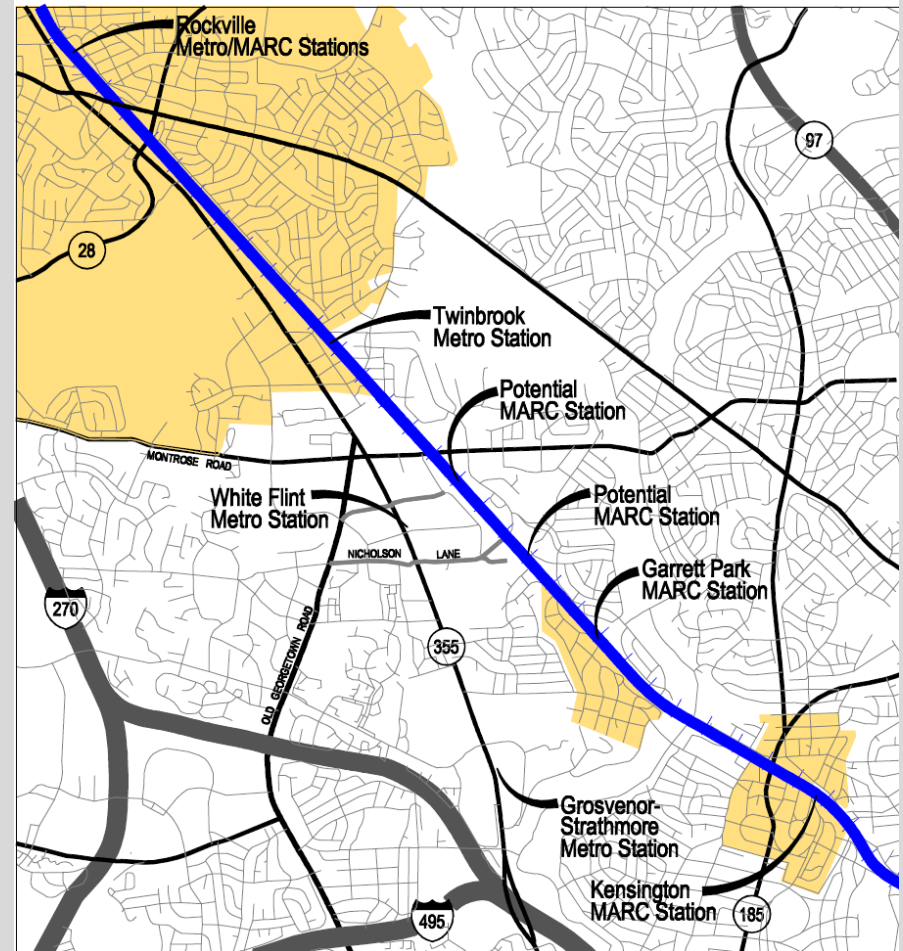 Rockville
Metro/MARC Stations
97
28
Twinbrook
Metro Station
Potential
MARC Station
MONTROSE ROAD
White Flint
Metro Station
Potential
MARC Station
NICHOLSON LANE
Garrett Park
MARC Station
270
355
OLD GEORGETOWN ROAD
Grosvenor-
Strathmore
Metro Station
Kensington
MARC Station
185
495